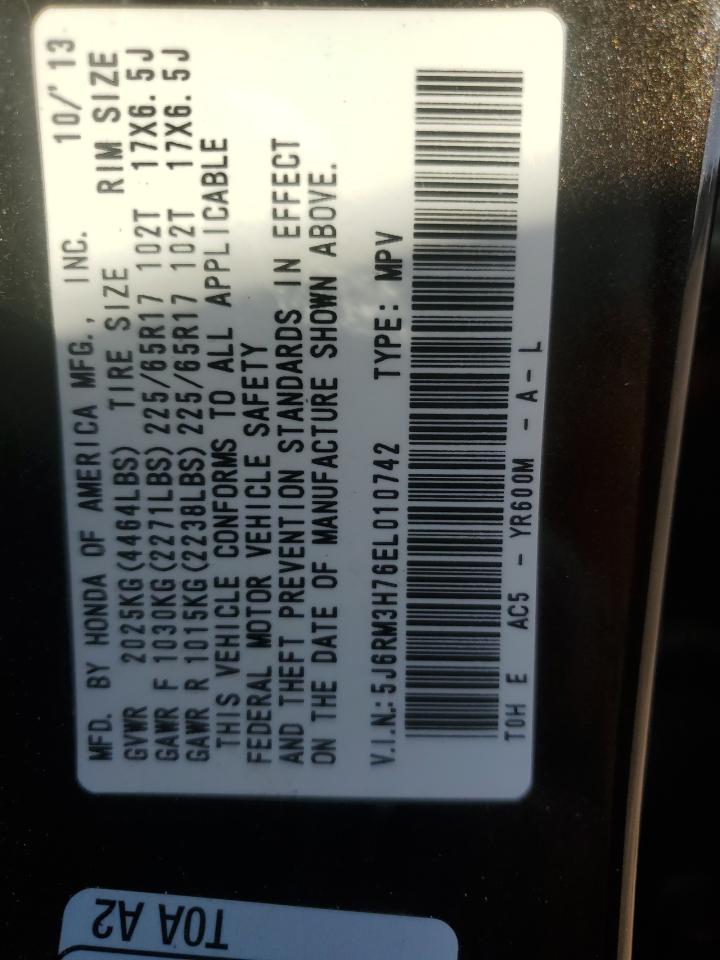 MFD. BY HONDA OF AMERICA MFG., INC. 10/'13
GVWR 2025KG(4464LBS) TIRE SIZE RIM SIZE
GAWR F 1030KG(2271LBS) 225/65R17 102T 17X6.5J
GAWR R 1015KG(2238LBS) 225/65R17 102T 17X6.5J
THIS VEHICLE CONFORMS TO ALL APPLICABLE
FEDERAL MOTOR VEHICLE SAFETY
AND THEFT PREVENTION STANDARDS IN EFFECT
ON THE DATE OF MANUFACTURE SHOWN ABOVE.
V.I.N.: 5J6RM3H76EL010742 TYPE: MPV
T0H E AC5 - YR600M - A - L
T0A A2